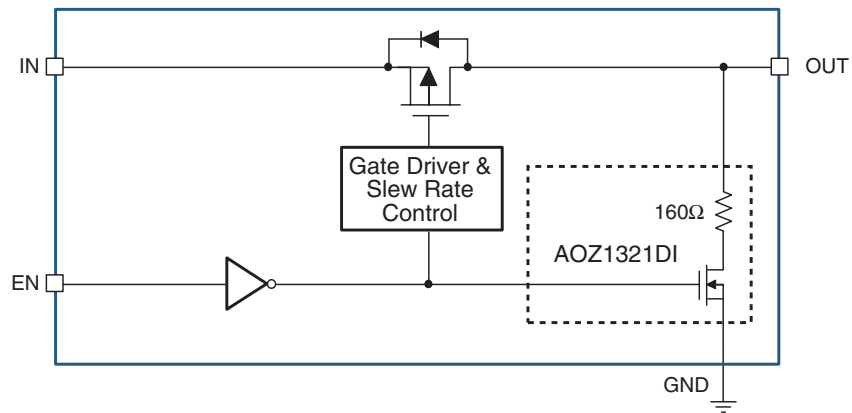 IN
OUT
Gate Driver &
Slew Rate
Control
160Ω
AOZ1321DI
EN
GND